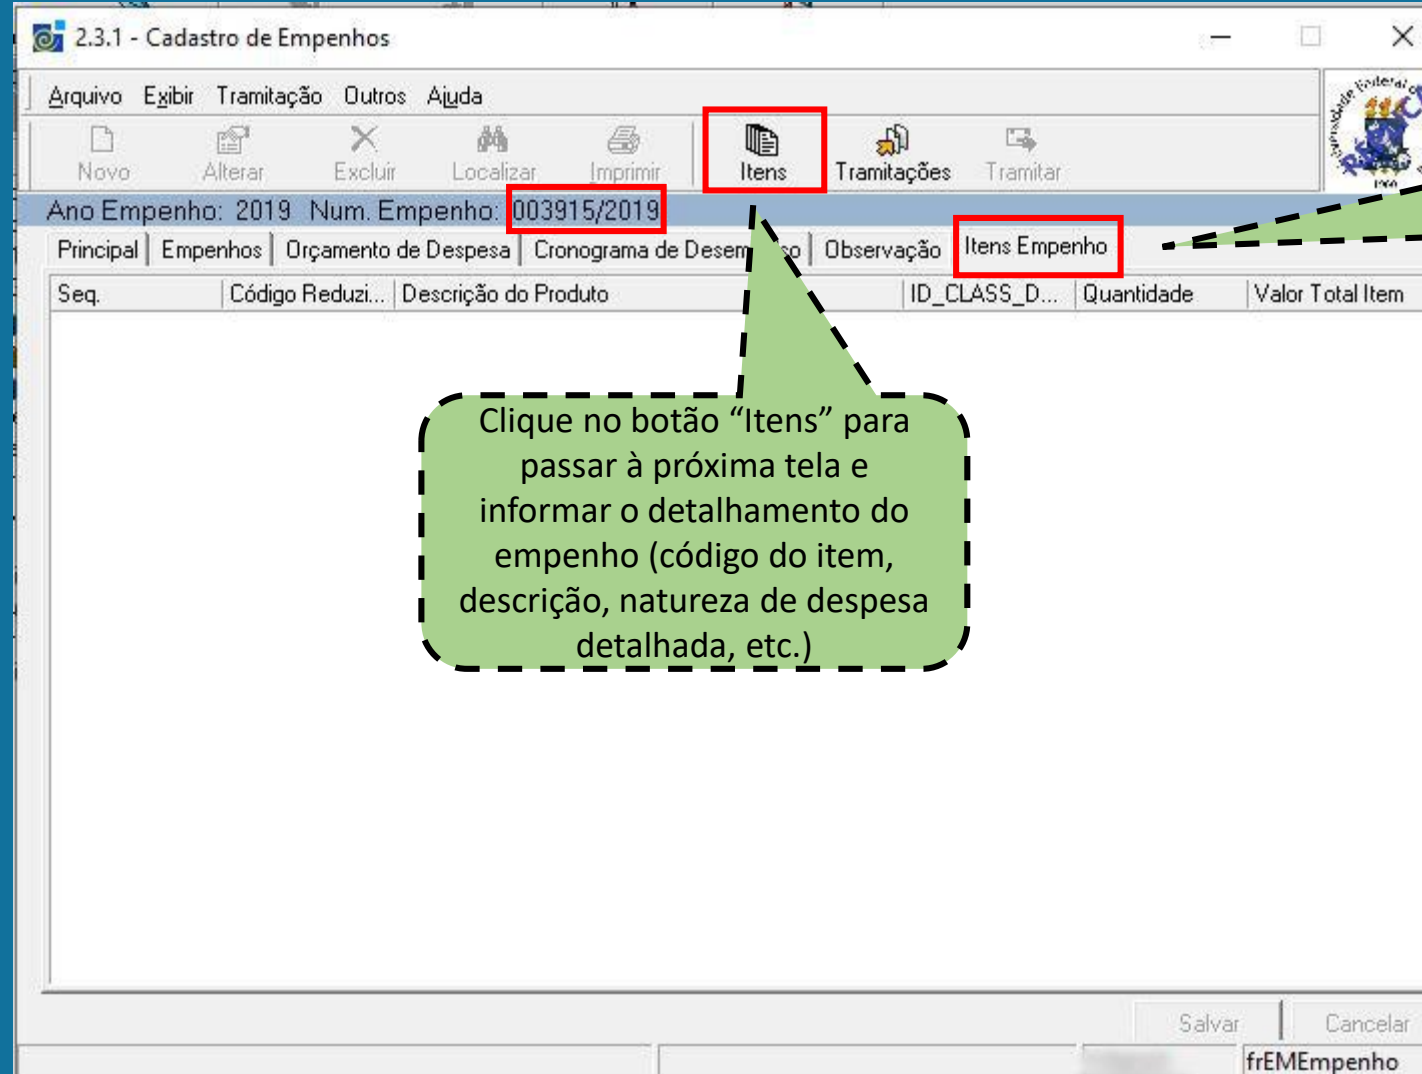 2.3.1 - Cadastro de Empenhos
Arquivo Exibir Tramitação Outros Ajuda
Novo Alterar Excluir Localizar Imprimir Itens Tramitações Tramitar
Ano Empenho: 2019 Num. Empenho: 003915/2019
Principal Empenhos Orçamento de Despesa Cronograma de Observação Itens Empenho
Seq. Código Reduzi... Descrição do Produto ID_CLASS_D... Quantidade Valor Total Item
Clique no botão “Itens” para
passar à próxima tela e
informar o detalhamento do
empenho (código do item,
descrição, natureza de despesa
detalhada, etc.)
Salvar Cancelar
frEMEmpenho